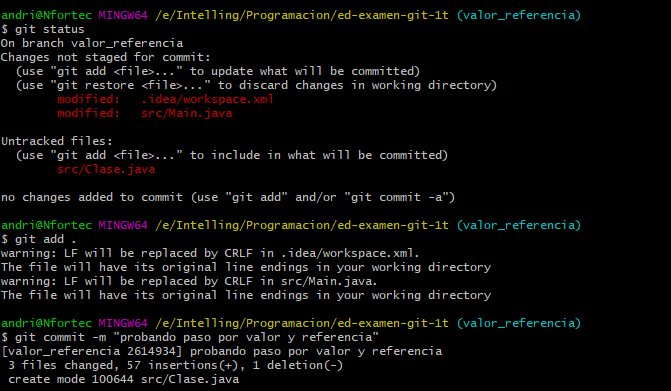 andri@Nfortec MINGW64 /e/Intelling/Programacion/ed-examen-git-1t (valor_referencia)
$ git status
On branch valor_referencia
Changes not staged for commit:
  (use "git add <file>..." to update what will be committed)
  (use "git restore <file>..." to discard changes in working directory)
        modified:   .idea/workspace.xml
        modified:   src/Main.java

Untracked files:
  (use "git add <file>..." to include in what will be committed)
        src/Clase.java

no changes added to commit (use "git add" and/or "git commit -a")

andri@Nfortec MINGW64 /e/Intelling/Programacion/ed-examen-git-1t (valor_referencia)
$ git add .
warning: LF will be replaced by CRLF in .idea/workspace.xml.
The file will have its original line endings in your working directory
warning: LF will be replaced by CRLF in src/Main.java.
The file will have its original line endings in your working directory

andri@Nfortec MINGW64 /e/Intelling/Programacion/ed-examen-git-1t (valor_referencia)
$ git commit -m "probando paso por valor y referencia"
[valor_referencia 2614934] probando paso por valor y referencia
 3 files changed, 57 insertions(+), 1 deletion(-)
 create mode 100644 src/Clase.java